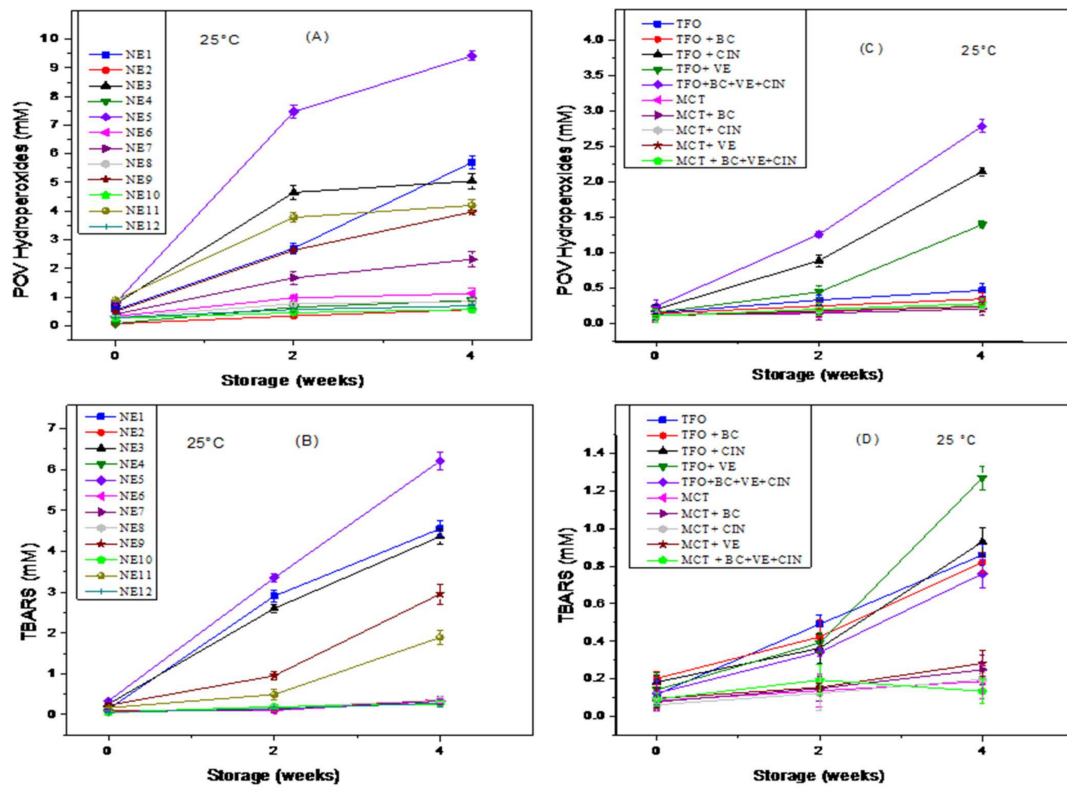 25°C (A)
NE1
NE2
NE3
NE4
NE5
NE6
NE7
NE8
NE9
NE10
NE11
NE12
POV Hydroperoxides (mM)
10
9
8
7
6
5
4
3
2
1
0
0 2 4
Storage (weeks)
(C) 25°C
TFO
TFO + BC
TFO + CIN
TFO+ VE
TFO+BC+VE+CIN
MCT
MCT+ BC
MCT+ CIN
MCT+ VE
MCT + BC+VE+CIN
POV Hydroperoxides (mM)
4.0
3.5
3.0
2.5
2.0
1.5
1.0
0.5
0.0
0 2 4
Storage (weeks)
25°C (B)
NE1
NE2
NE3
NE4
NE5
NE6
NE7
NE8
NE9
NE10
NE11
NE12
TBARS (mM)
7
6
5
4
3
2
1
0
0 2 4
Storage (weeks)
(D) 25 °C
TFO
TFO + BC
TFO + CIN
TFO+ VE
TFO+BC+VE+CIN
MCT
MCT+ BC
MCT+ CIN
MCT+ VE
MCT + BC+VE+CIN
TBARS (mM)
1.4
1.2
1.0
0.8
0.6
0.4
0.2
0.0
0 2 4
Storage (weeks)